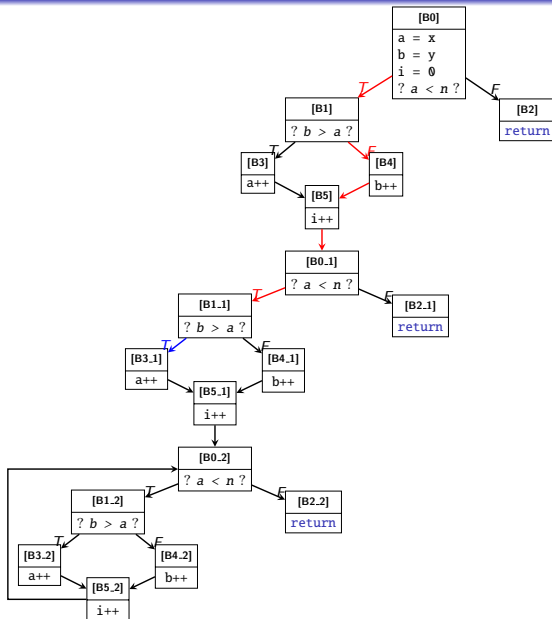 [B0]
a = x
b = y
i = 0
? a < n ?
T
F
[B1]
? b > a ?
[B2]
return
T
F
[B3]
a++
[B4]
b++
[B5]
i++
[B0_1]
? a < n ?
T
F
[B1_1]
? b > a ?
[B2_1]
return
T
F
[B3_1]
a++
[B4_1]
b++
[B5_1]
i++
[B0_2]
? a < n ?
T
F
[B1_2]
? b > a ?
[B2_2]
return
T
F
[B3_2]
a++
[B4_2]
b++
[B5_2]
i++